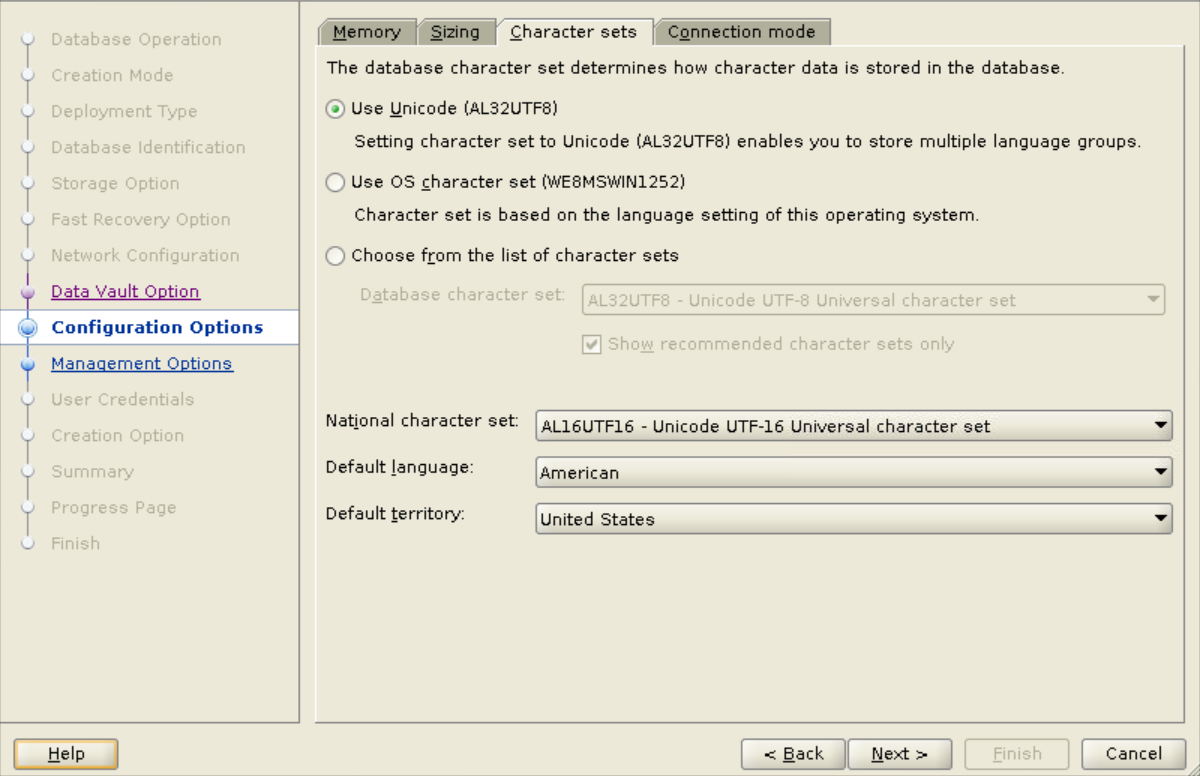 Database Operation
Creation Mode
Deployment Type
Database Identification
Storage Option
Fast Recovery Option
Network Configuration
Data Vault Option
Configuration Options
Management Options
User Credentials
Creation Option
Summary
Progress Page
Finish
Memory Sizing Character sets Connection mode
The database character set determines how character data is stored in the database.
Use Unicode (AL32UTF8)
Setting character set to Unicode (AL32UTF8) enables you to store multiple language groups.
Use OS character set (WE8MSWIN1252)
Character set is based on the language setting of this operating system.
Choose from the list of character sets
Database character set: AL32UTF8 - Unicode UTF-8 Universal character set
Show recommended character sets only
National character set: AL16UTF16 - Unicode UTF-16 Universal character set
Default language: American
Default territory: United States
Help < Back Next > Finish Cancel